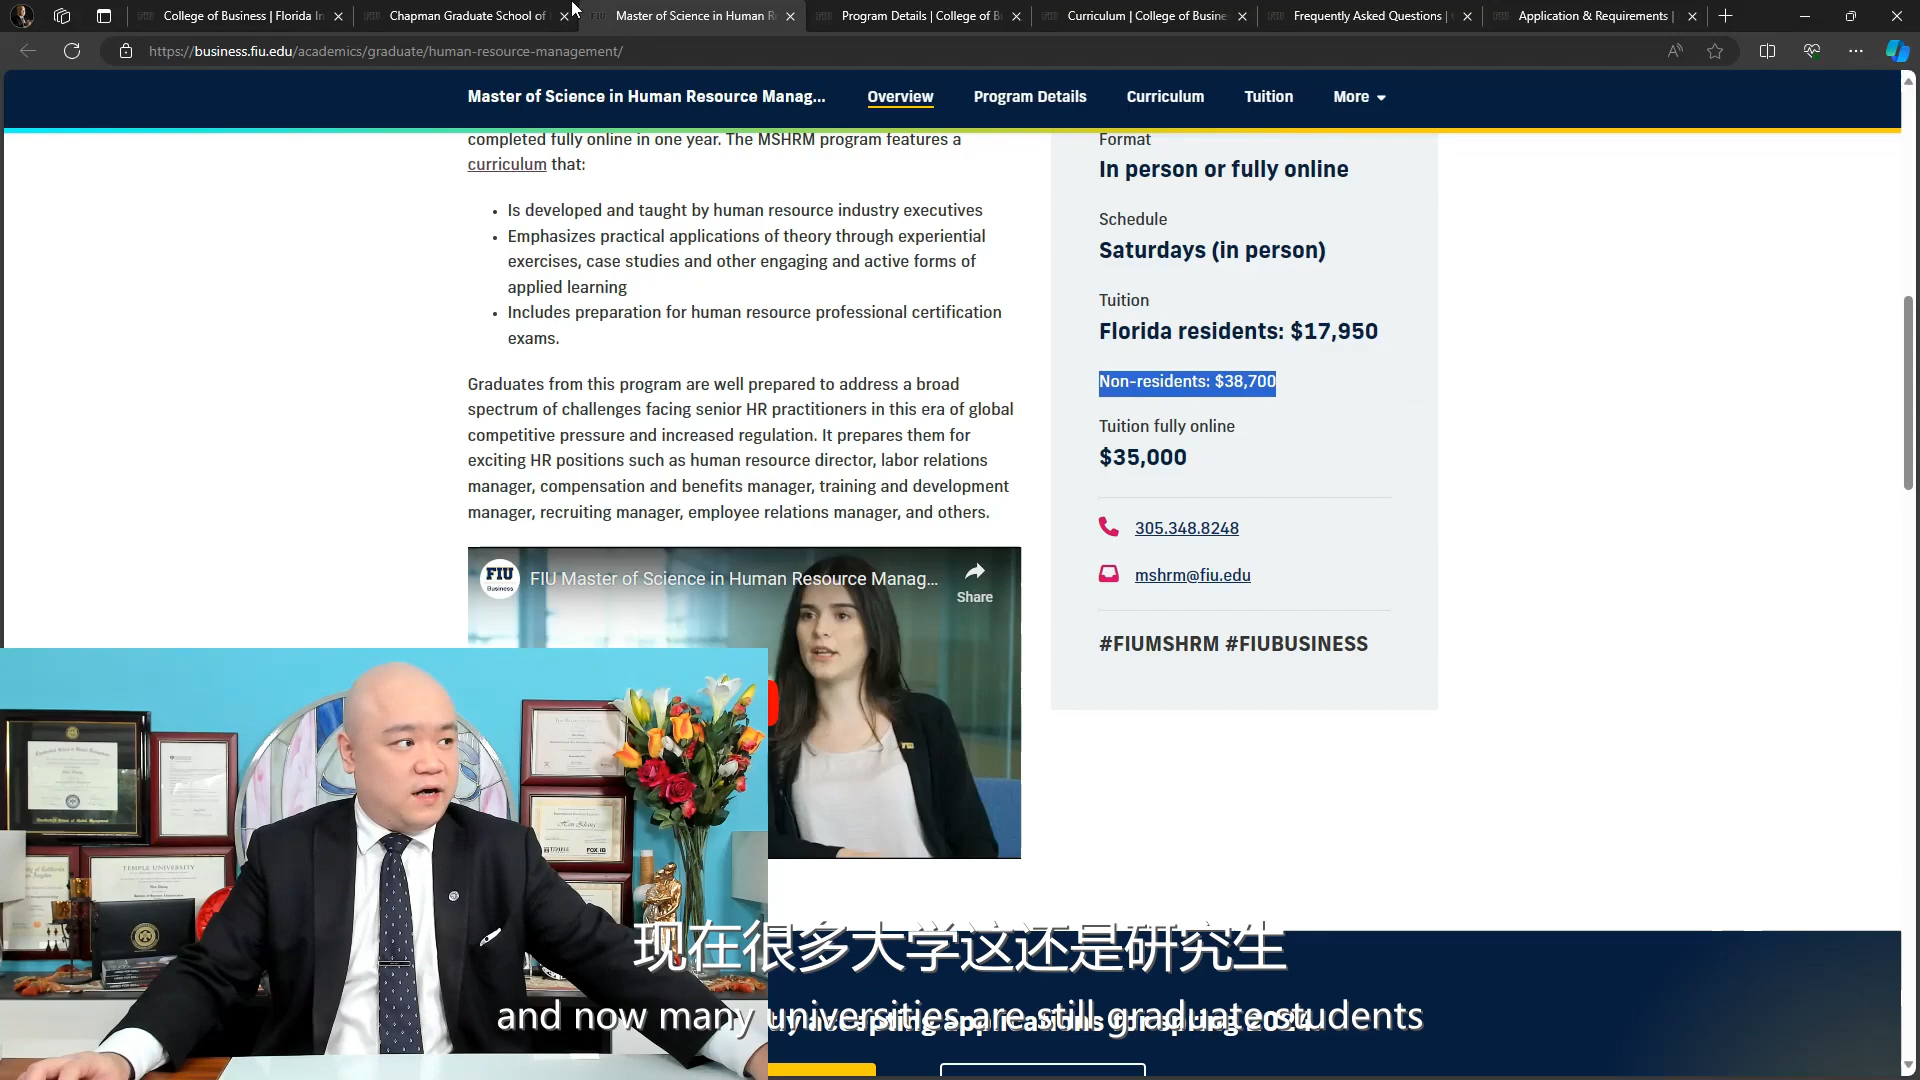 College of Business | Florida In
Chapman Graduate School of
Master of Science in Human R
Program Details | College of B
Curriculum | College of Busine
Frequently Asked Questions |
Application & Requirements |
https://business.fiu.edu/academics/graduate/human-resource-management/
Master of Science in Human Resource Manag...
Overview
Program Details
Curriculum
Tuition
More
completed fully online in one year. The MSHRM program features a
curriculum that:
• Is developed and taught by human resource industry executives
• Emphasizes practical applications of theory through experiential
exercises, case studies and other engaging and active forms of
applied learning
• Includes preparation for human resource professional certification
exams.
Graduates from this program are well prepared to address a broad
spectrum of challenges facing senior HR practitioners in this era of global
competitive pressure and increased regulation. It prepares them for
exciting HR positions such as human resource director, labor relations
manager, compensation and benefits manager, training and development
manager, recruiting manager, employee relations manager, and others.
Format
In person or fully online
Schedule
Saturdays (in person)
Tuition
Florida residents: $17,950
Non-residents: $38,700
Tuition fully online
$35,000
305.348.8248
mshrm@fiu.edu
#FIUMSHRM #FIUBUSINESS
FIU
Business
FIU Master of Science in Human Resource Manag...
Share
TEMPLE UNIVERSITY
TEMPLE
FOX
现在很多大学这还是研究生
and now many universities are still graduate students
accepting applications for spring 2024